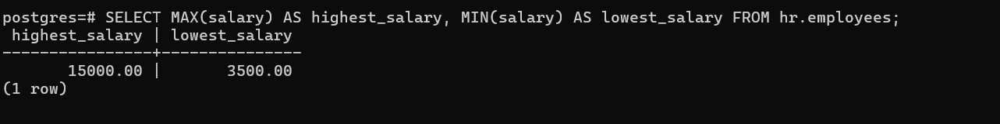 postgres=# SELECT MAX(salary) AS highest_salary, MIN(salary) AS lowest_salary FROM hr.employees;
 highest_salary | lowest_salary
----------------+---------------
       15000.00 |       3500.00
(1 row)